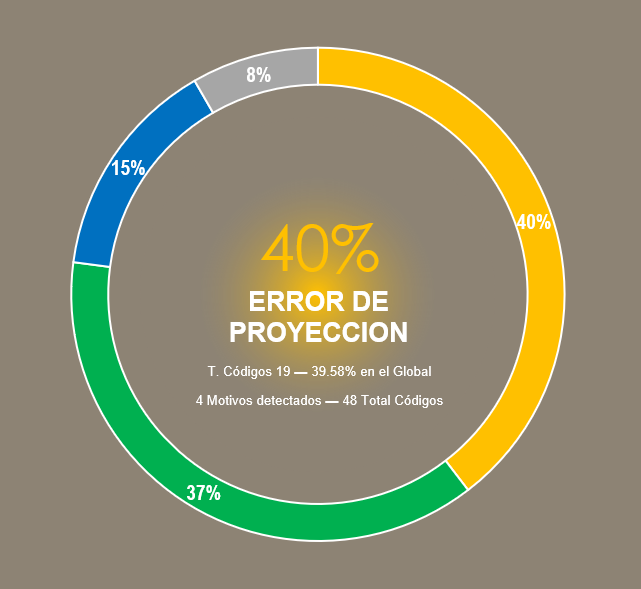 8%
15%
40%
40%
ERROR DE
PROYECCION
T. Códigos 19 — 39.58% en el Global
4 Motivos detectados — 48 Total Códigos
37%